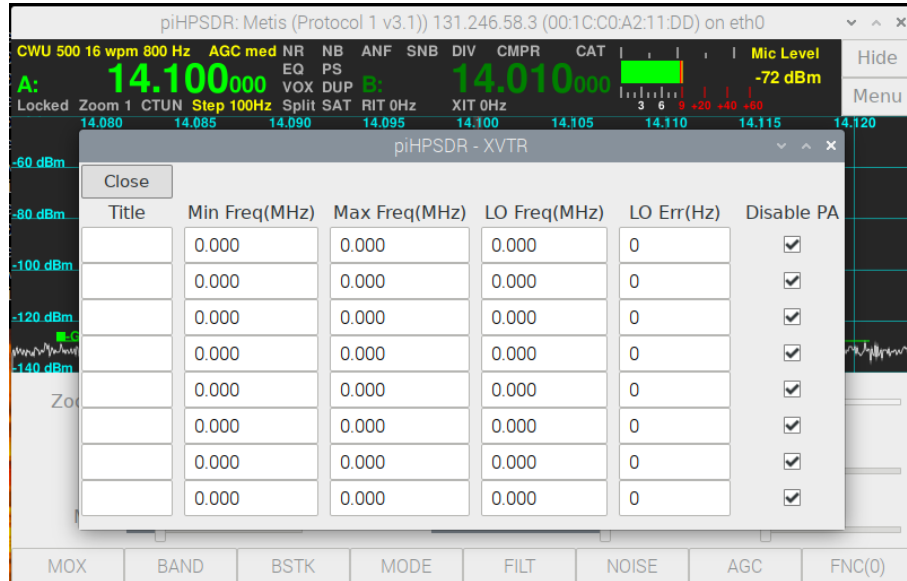 piHPSDR: Metis (Protocol 1 v3.1)) 131.246.58.3 (00:1C:C0:A2:11:DD) on eth0
CWU 500 16 wpm 800 Hz AGC med NR NB ANF SNB DIV CMPR CAT Mic Level Hide
A: 14.100000 EQ PS VOX DUP B: 14.010000 -72 dBm
Locked Zoom 1 CTUN Step 100Hz Split SAT RIT 0Hz XIT 0Hz 3 6 9 +20 +40 +60 Menu
14.080 14.085 14.090 14.095 14.100 14.105 14.110 14.115 14.120
piHPSDR - XVTR
-60 dBm
Close
-80 dBm Title Min Freq(MHz) Max Freq(MHz) LO Freq(MHz) LO Err(Hz) Disable PA
0.000 0.000 0.000 0
-100 dBm
0.000 0.000 0.000 0
-120 dBm 0.000 0.000 0.000 0
0.000 0.000 0.000 0
-140 dBm
0.000 0.000 0.000 0
0.000 0.000 0.000 0
0.000 0.000 0.000 0
0.000 0.000 0.000 0
MOX BAND BSTK MODE FILT NOISE AGC FNC(0)